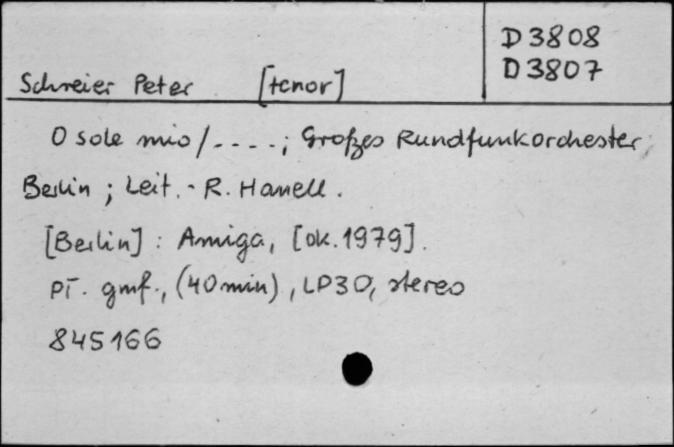 D 3808
D 3807
Schreier Peter [tenor]
O sole mio / - - - -; Großes Rundfunkorchester
Berlin; Leit. - R. Hanell.
[Berlin]: Amiga, [ok. 1979].
Pł. gmf., (40 min), LP30, stereo
845166